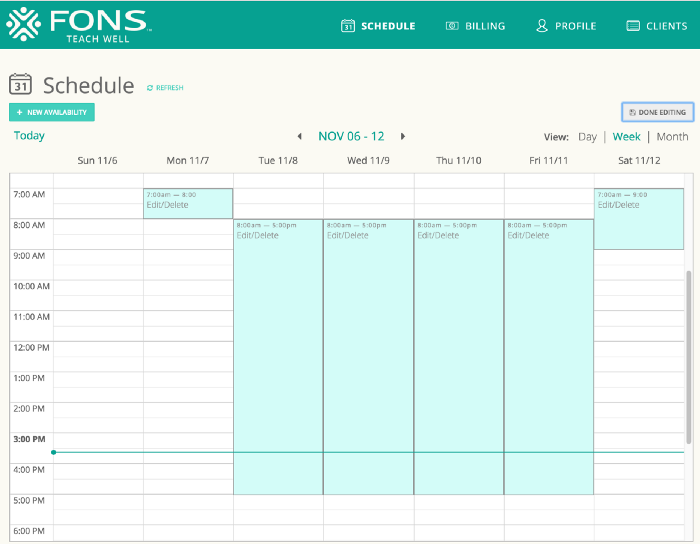 FONS™
TEACH WELL
31 SCHEDULE
BILLING
PROFILE
CLIENTS
31 Schedule
REFRESH
+ NEW AVAILABILITY
DONE EDITING
Today
NOV 06 - 12
View: Day | Week | Month
Sun 11/6 Mon 11/7 Tue 11/8 Wed 11/9 Thu 11/10 Fri 11/11 Sat 11/12
7:00 AM
7:00am — 8:00
Edit/Delete
7:00am — 9:00
Edit/Delete
8:00 AM
8:00am — 5:00pm
Edit/Delete
8:00am — 5:00pm
Edit/Delete
8:00am — 5:00pm
Edit/Delete
8:00am — 5:00pm
Edit/Delete
9:00 AM
10:00 AM
11:00 AM
12:00 PM
1:00 PM
2:00 PM
3:00 PM
4:00 PM
5:00 PM
6:00 PM